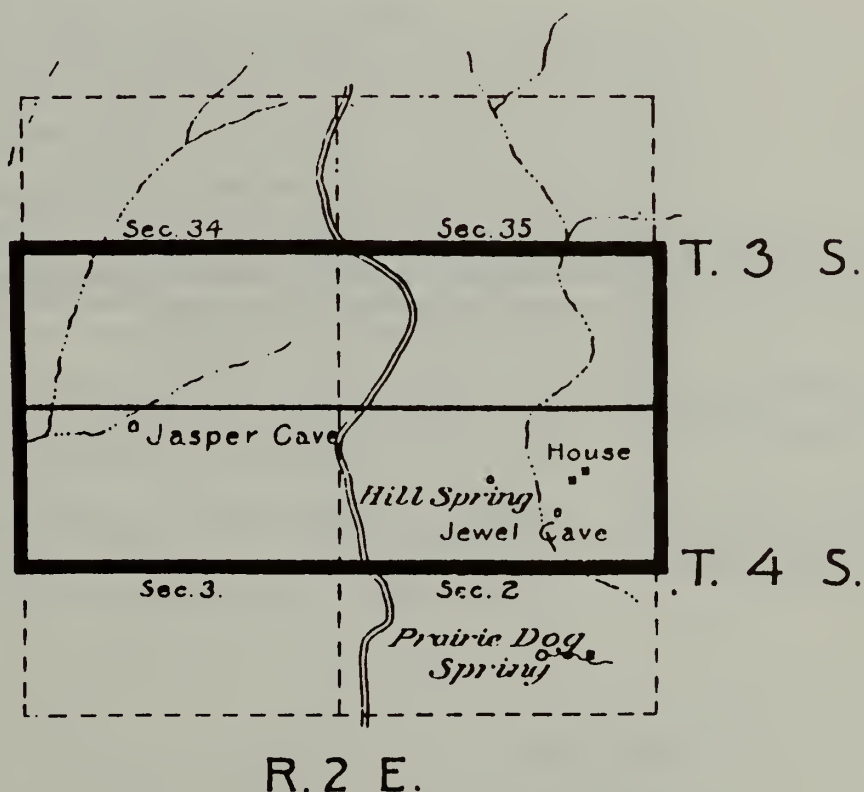 Sec. 34
Sec. 35
T. 3 S.
Jasper Cave
House
Hill Spring
Jewel Cave
T. 4 S.
Sec. 3.
Sec. 2
Prairie Dog
Spring
R. 2 E.